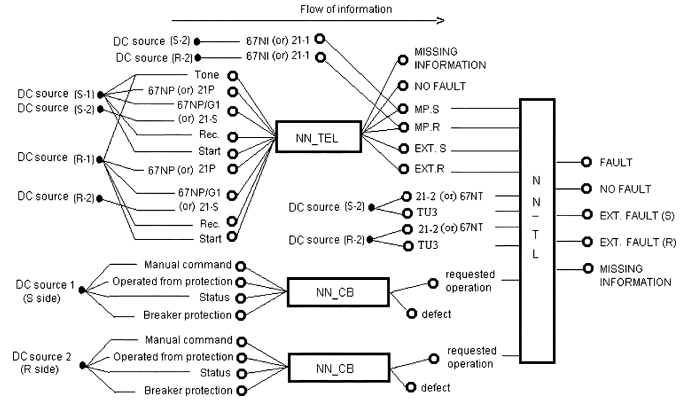 Flow of information
DC source (S-2) 67NI (or) 21-1
DC source (R-2) 67NI (or) 21-1
Tone
DC source (S-1) 67NP (or) 21P
DC source (S-2) 67NP/G1
(or) 21-S
Rec.
Start
DC source (R-1)
67NP (or) 21P
67NP/G1
DC source (R-2) (or) 21-S
Rec.
Start
NN_TEL
MISSING
INFORMATION
NO FAULT
MP.S
MP.R
EXT. S
EXT.R
DC source (S-2) 21-2 (or) 67NT
TU3
DC source (R-2) 21-2 (or) 67NT
TU3
NN_TL
FAULT
NO FAULT
EXT. FAULT (S)
EXT. FAULT (R)
MISSING
INFORMATION
DC source 1
(S side)
Manual command
Operated from protection
Status
Breaker protection
NN_CB
requested
operation
defect
DC source 2
(R side)
Manual command
Operated from protection
Status
Breaker protection
NN_CB
requested
operation
defect